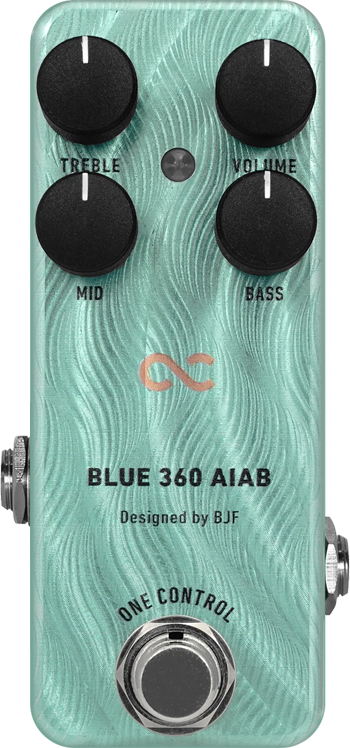 TREBLE VOLUME
MID BASS
BLUE 360 AIAB
Designed by BJF
ONE CONTROL